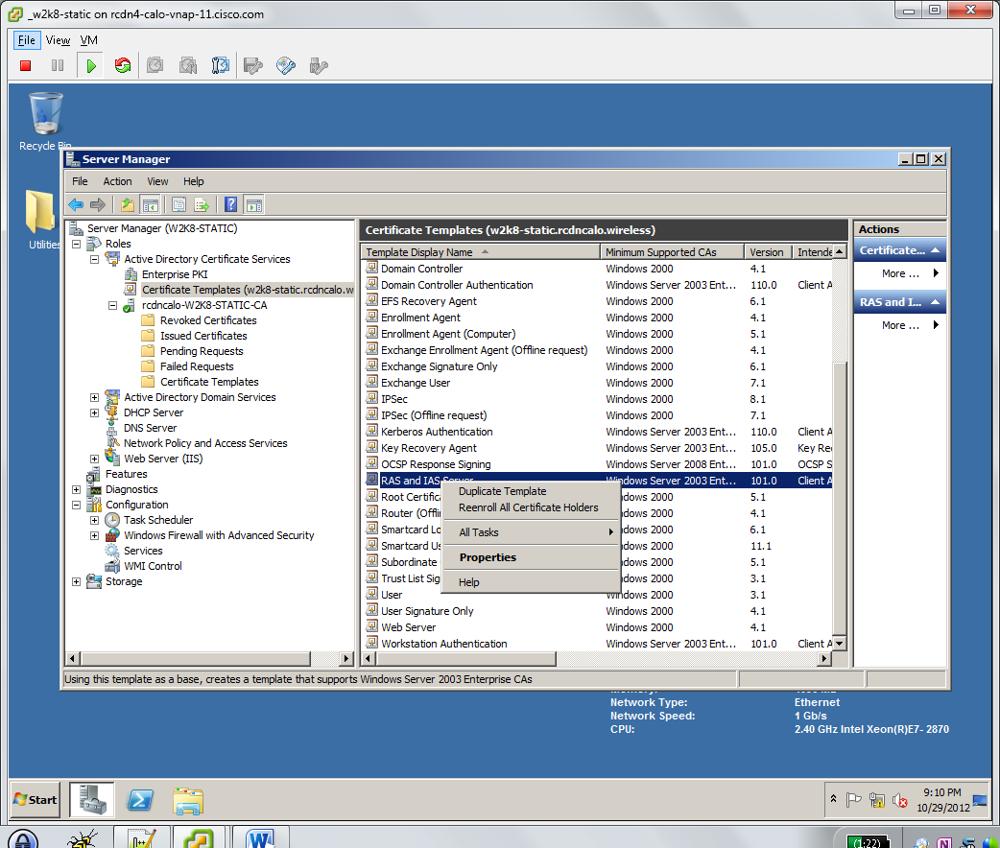 _w2k8-static on rcdn4-calo-vnap-11.cisco.com
File View VM
Recycle Bin
Utilities
Server Manager
File Action View Help
Server Manager (W2K8-STATIC)
Roles
Active Directory Certificate Services
Enterprise PKI
Certificate Templates (w2k8-static.rcdncalo.w
rcdncalo-W2K8-STATIC-CA
Revoked Certificates
Issued Certificates
Pending Requests
Failed Requests
Certificate Templates
Active Directory Domain Services
DHCP Server
DNS Server
Network Policy and Access Services
Web Server (IIS)
Features
Diagnostics
Configuration
Task Scheduler
Windows Firewall with Advanced Security
Services
WMI Control
Storage
Certificate Templates (w2k8-static.rcdncalo.wireless)
Template Display Name Minimum Supported CAs Version Intende
Domain Controller Windows 2000 4.1
Domain Controller Authentication Windows Server 2003 Ent... 110.0 Client A
EFS Recovery Agent Windows 2000 6.1
Enrollment Agent Windows 2000 4.1
Enrollment Agent (Computer) Windows 2000 5.1
Exchange Enrollment Agent (Offline request) Windows 2000 4.1
Exchange Signature Only Windows 2000 6.1
Exchange User Windows 2000 7.1
IPSec Windows 2000 8.1
IPSec (Offline request) Windows 2000 7.1
Kerberos Authentication Windows Server 2003 Ent... 110.0 Client A
Key Recovery Agent Windows Server 2003 Ent... 105.0 Key Rec
OCSP Response Signing Windows Server 2008 Ent... 101.0 OCSP S
RAS and IAS Server Windows Server 2003 Ent... 101.0 Client A
Root Certifica Windows 2000 5.1
Router (Offli Windows 2000 4.1
Smartcard Lo Windows 2000 6.1
Smartcard Us Windows 2000 11.1
Subordinate Windows 2000 5.1
Trust List Sig Windows 2000 3.1
User Windows 2000 3.1
User Signature Only Windows 2000 4.1
Web Server Windows 2000 4.1
Workstation Authentication Windows Server 2003 Ent... 101.0 Client A
Duplicate Template
Reenroll All Certificate Holders
All Tasks
Properties
Help
Actions
Certificate...
More ...
RAS and I...
More ...
Using this template as a base, creates a template that supports Windows Server 2003 Enterprise CAs
Network Type: Ethernet
Network Speed: 1 Gb/s
CPU: 2.40 GHz Intel Xeon(R)E7- 2870
Start
9:10 PM
10/29/2012
(1:22)